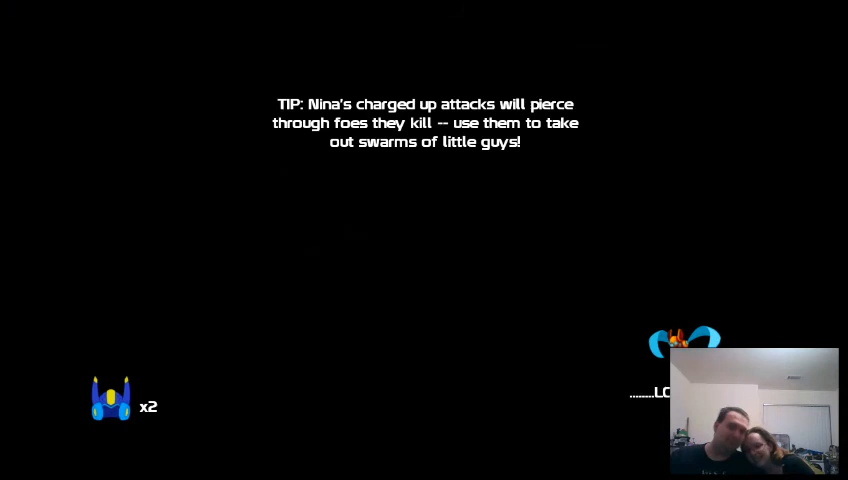 TIP: Nina's charged up attacks will pierce
through foes they kill -- use them to take
out swarms of little guys!
x2
........LO